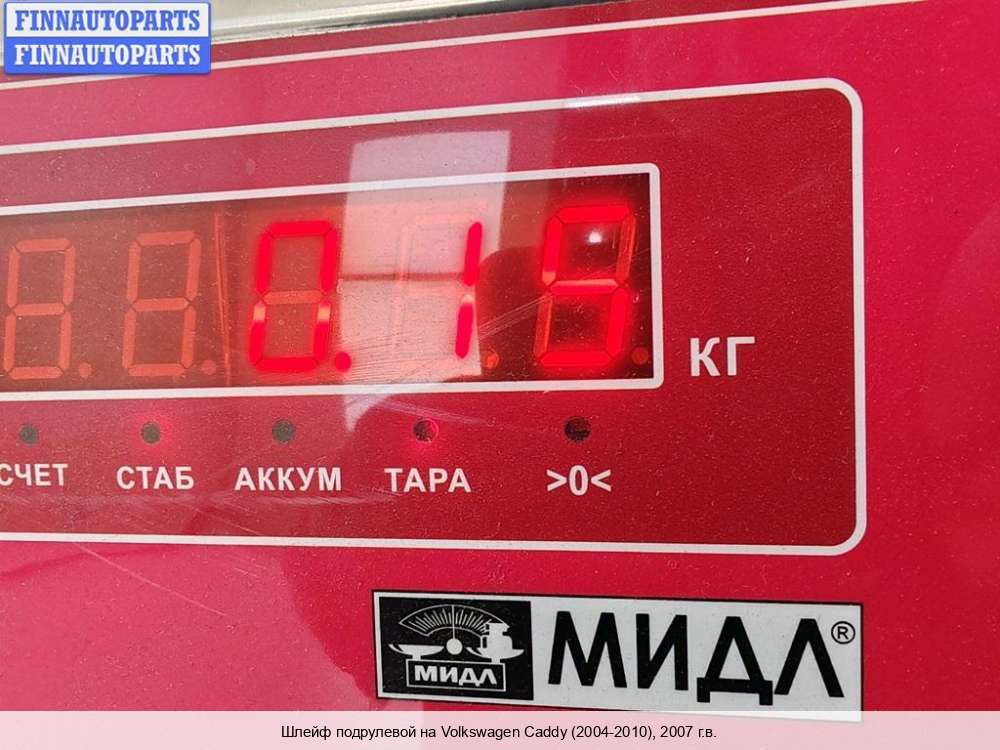 FINNAUTOPARTS
FINNAUTOPARTS
0.15
КГ
СЧЕТ СТАБ АККУМ ТАРА >0<
МИДЛ МИДЛ®
Шлейф подрулевой на Volkswagen Caddy (2004-2010), 2007 г.в.